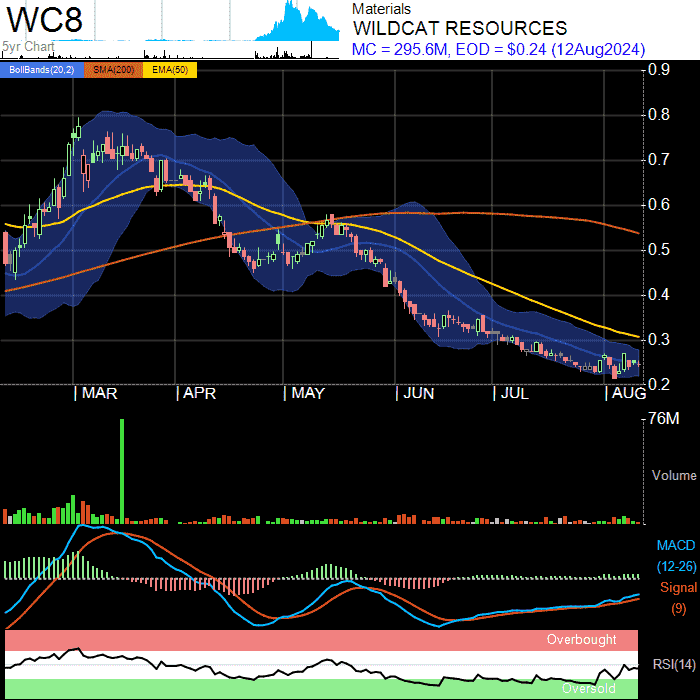 WC8
5yr Chart
Materials
WILDCAT RESOURCES
MC = 295.6M, EOD = $0.24 (12Aug2024)
BollBands(20,2) SMA(200) EMA(50)
0.9
0.8
0.7
0.6
0.5
0.4
0.3
0.2
MAR APR MAY JUN JUL AUG
76M
Volume
MACD
(12-26)
Signal
(9)
Overbought
RSI(14)
Oversold